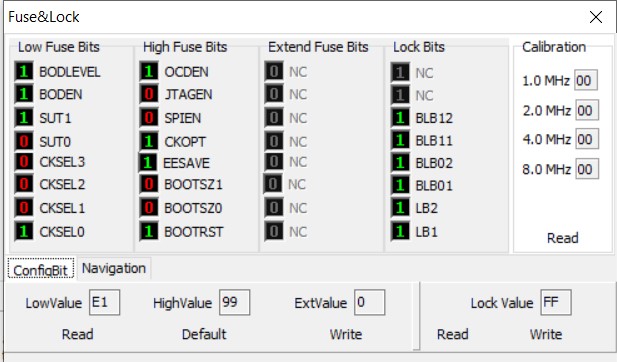 Fuse&Lock
Low Fuse Bits High Fuse Bits Extend Fuse Bits Lock Bits Calibration
1 BODLEVEL 1 OCDEN 0 NC 1 NC
1.0 MHz 00
1 BODEN 0 JTAGEN 0 NC 1 NC
2.0 MHz 00
1 SUT1 0 SPIEN 0 NC 1 BLB12
0 SUT0 1 CKOPT 0 NC 1 BLB11
4.0 MHz 00
0 CKSEL3 1 EESAVE 0 NC 1 BLB02
8.0 MHz 00
0 CKSEL2 0 BOOTSZ1 0 NC 1 BLB01
0 CKSEL1 0 BOOTSZ0 0 NC 1 LB2
1 CKSEL0 1 BOOTRST 0 NC 1 LB1
Read
ConfigBit Navigation
LowValue E1 HighValue 99 ExtValue 0 Lock Value FF
Read Default Write Read Write